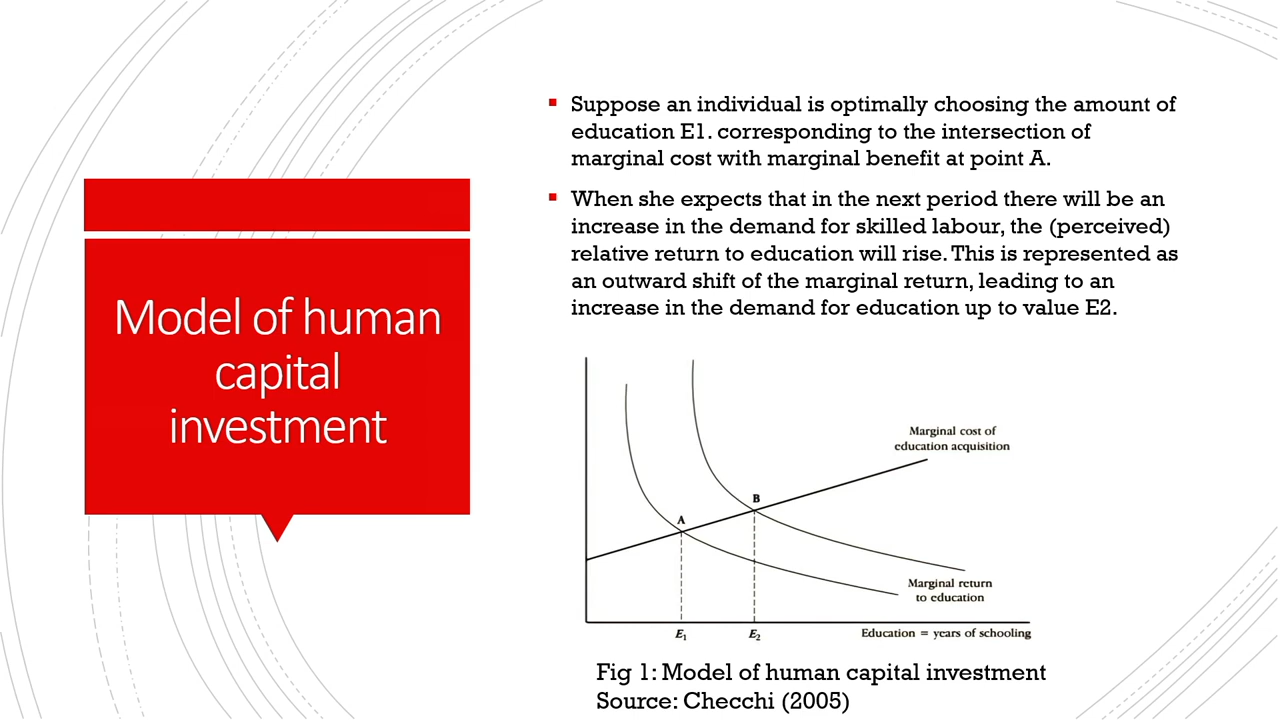 Model of human
capital
investment
Suppose an individual is optimally choosing the amount of
education E1. corresponding to the intersection of
marginal cost with marginal benefit at point A.
When she expects that in the next period there will be an
increase in the demand for skilled labour, the (perceived)
relative return to education will rise. This is represented as
an outward shift of the marginal return, leading to an
increase in the demand for education up to value E2.
Marginal cost of
education acquisition
B
A
Marginal return
to education
E1
E2
Education = years of schooling
Fig 1: Model of human capital investment
Source: Checchi (2005)